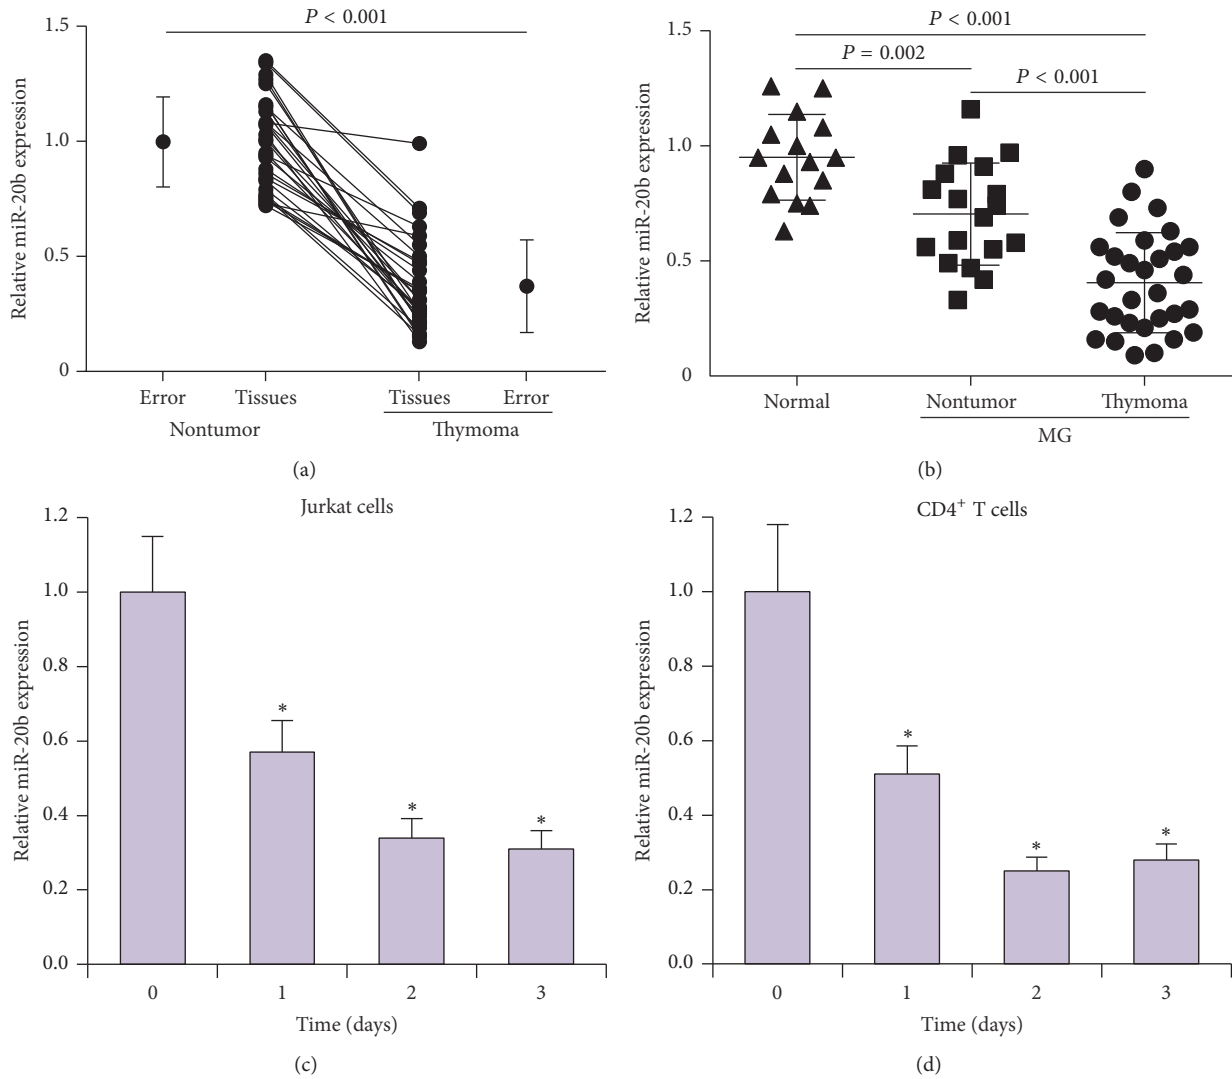 P < 0.001
1.5
1.0
0.5
0
Relative miR-20b expression
Error
Tissues
Tissues
Error
Nontumor
Thymoma
(a)
P < 0.001
P = 0.002
P < 0.001
1.5
1.0
0.5
0
Relative miR-20b expression
Normal
Nontumor
Thymoma
MG
(b)
Jurkat cells
1.2
1.0
0.8
0.6
0.4
0.2
0.0
Relative miR-20b expression
*
*
*
0
1
2
3
Time (days)
(c)
CD4⁺ T cells
1.2
1.0
0.8
0.6
0.4
0.2
0.0
Relative miR-20b expression
*
*
*
0
1
2
3
Time (days)
(d)